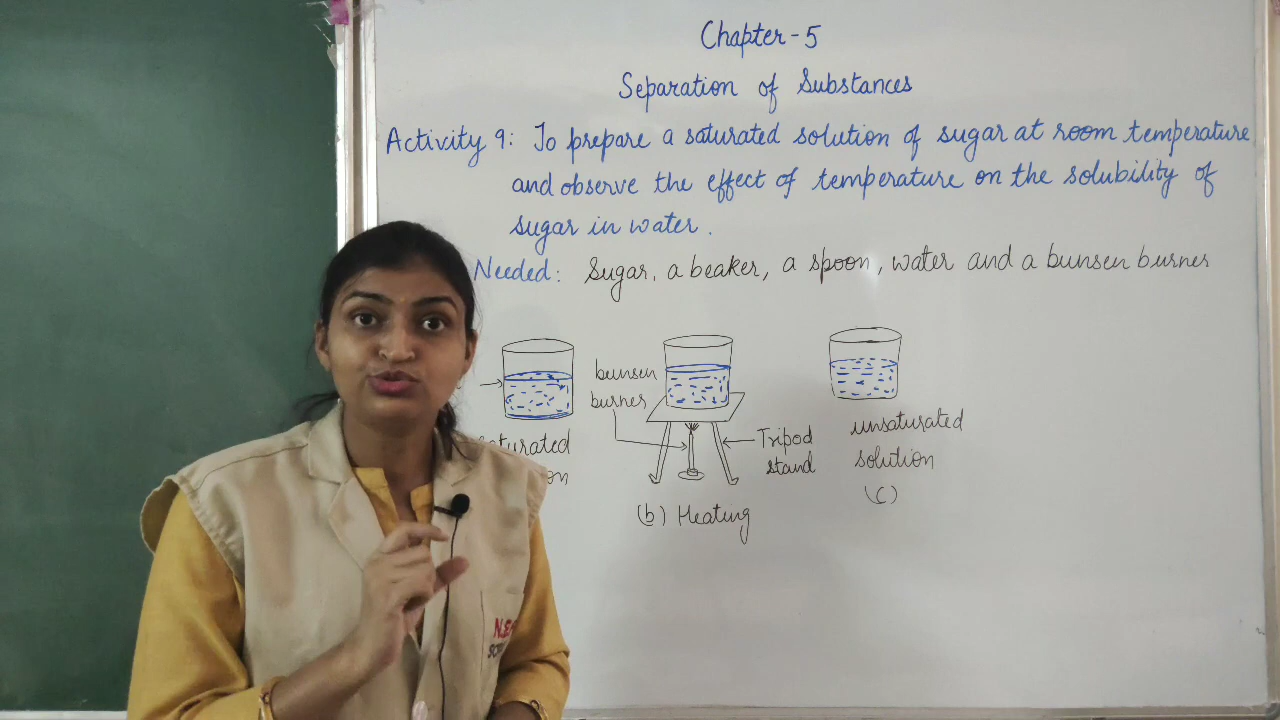 Chapter - 5
Separation of Substances
Activity 9: To prepare a saturated solution of sugar at room temperature
and observe the effect of temperature on the solubility of
sugar in water.
Needed: Sugar, a beaker, a spoon, water and a bunsen burner
bunsen
burner
Tripod
stand
unsaturated
solution
(c)
(b) Heating